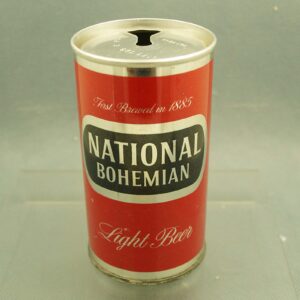 First Brewed in 1885
NATIONAL
BOHEMIAN
Light Beer